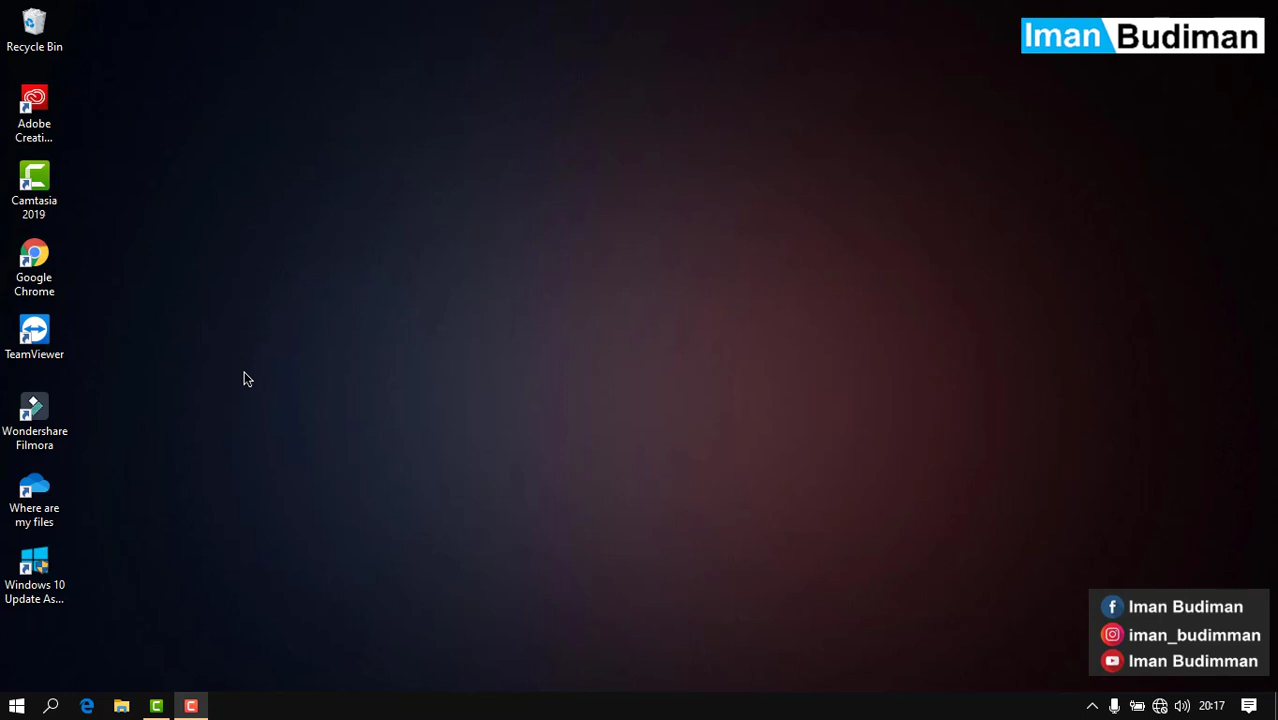 Recycle Bin
Adobe
Creati...
Camtasia
2019
Google
Chrome
TeamViewer
Wondershare
Filmora
Where are
my files
Windows 10
Update As...
Iman Budiman
Iman Budiman
iman_budimman
Iman Budimman
20:17